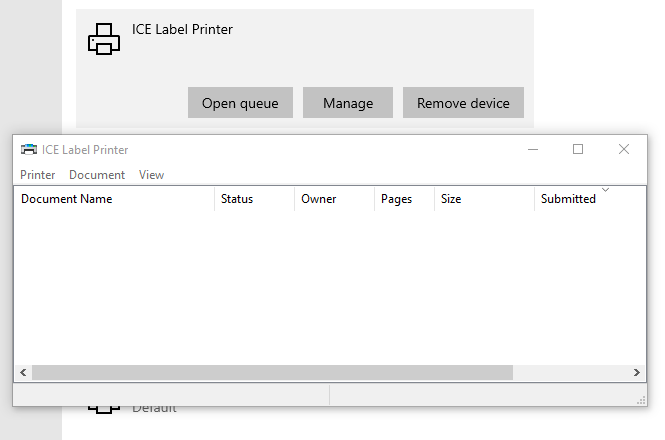 ICE Label Printer
Open queue Manage Remove device
ICE Label Printer
Printer Document View
Document Name Status Owner Pages Size Submitted
Default